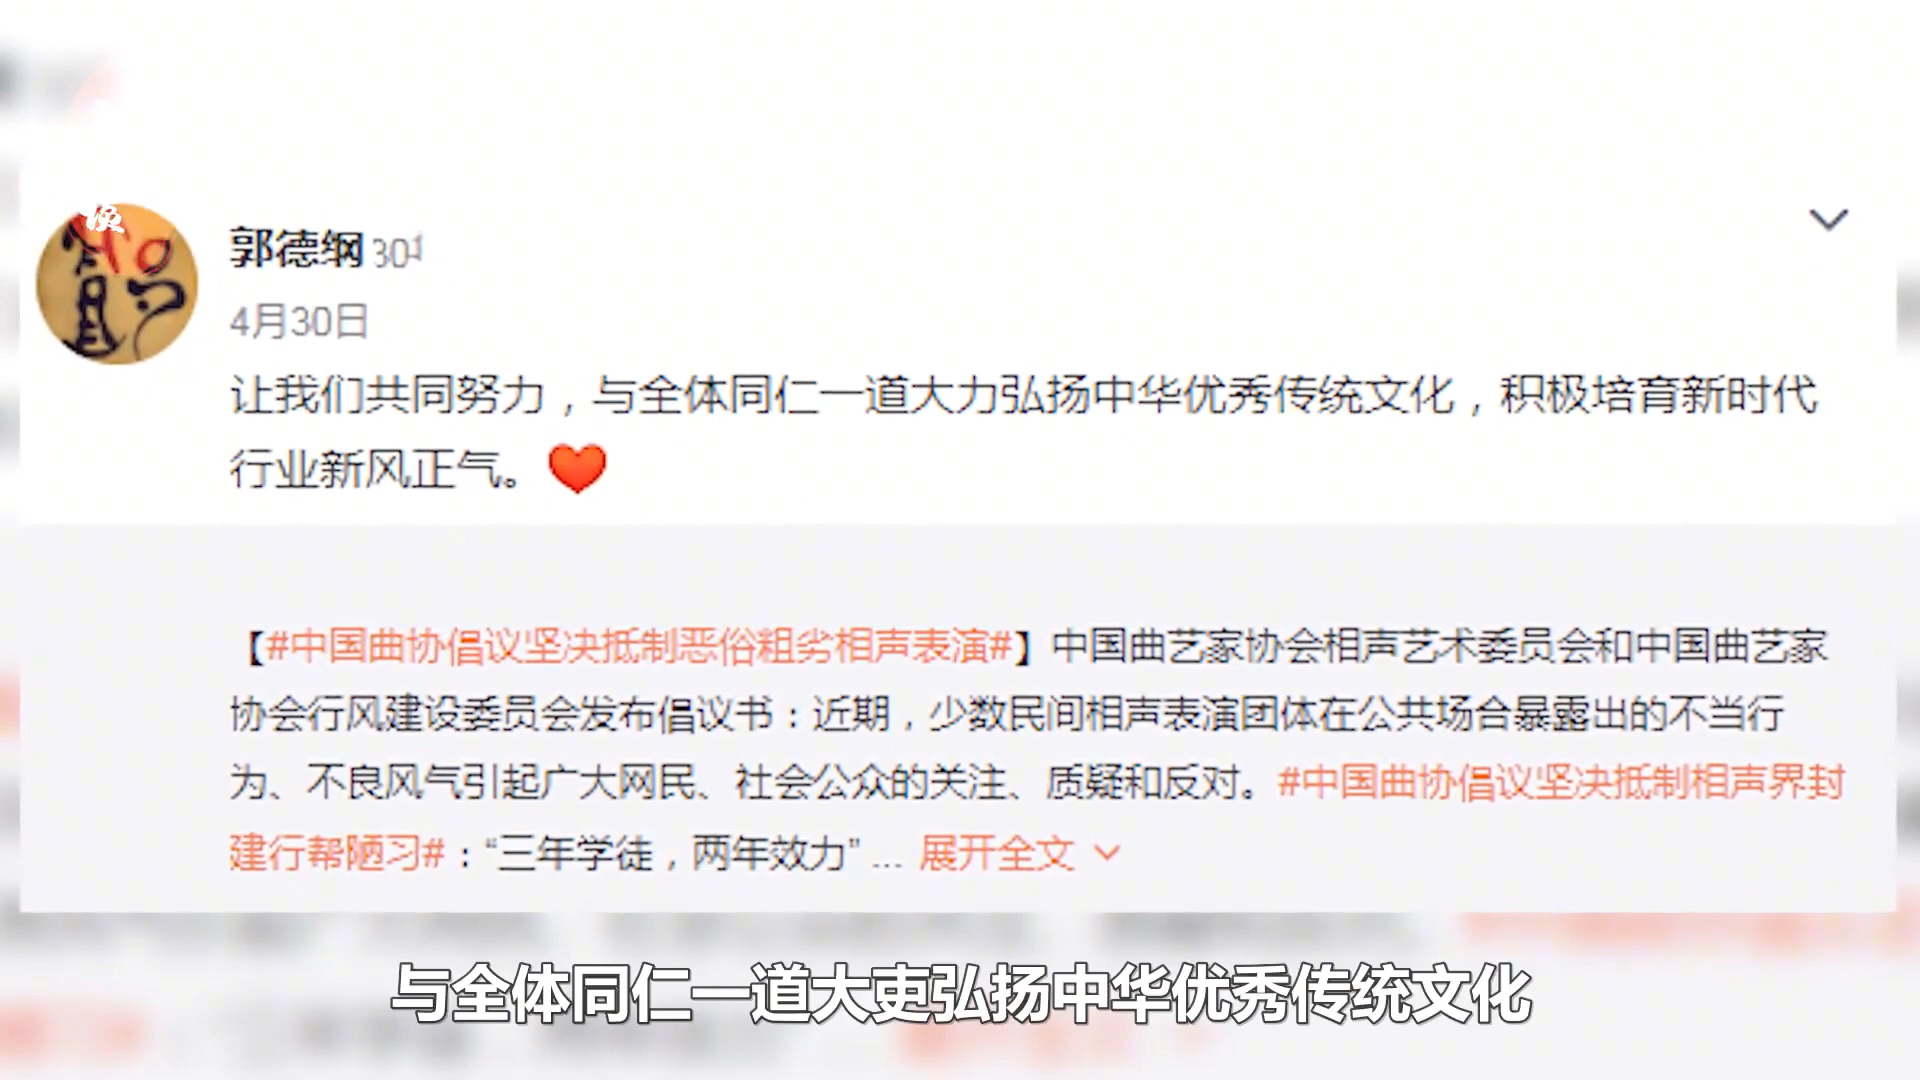 郭德纲
4月30日
让我们共同努力，与全体同仁一道大力弘扬中华优秀传统文化，积极培育新时代
行业新风正气。❤
【#中国曲协倡议坚决抵制恶俗粗劣相声表演#】中国曲艺家协会相声艺术委员会和中国曲艺家
协会行风建设委员会发布倡议书：近期，少数民间相声表演团体在公共场合暴露出的不当行
为、不良风气引起广大网民、社会公众的关注、质疑和反对。#中国曲协倡议坚决抵制相声界封
建行帮陋习#：“三年学徒，两年效力” ... 展开全文
与全体同仁一道大吏弘扬中华优秀传统文化